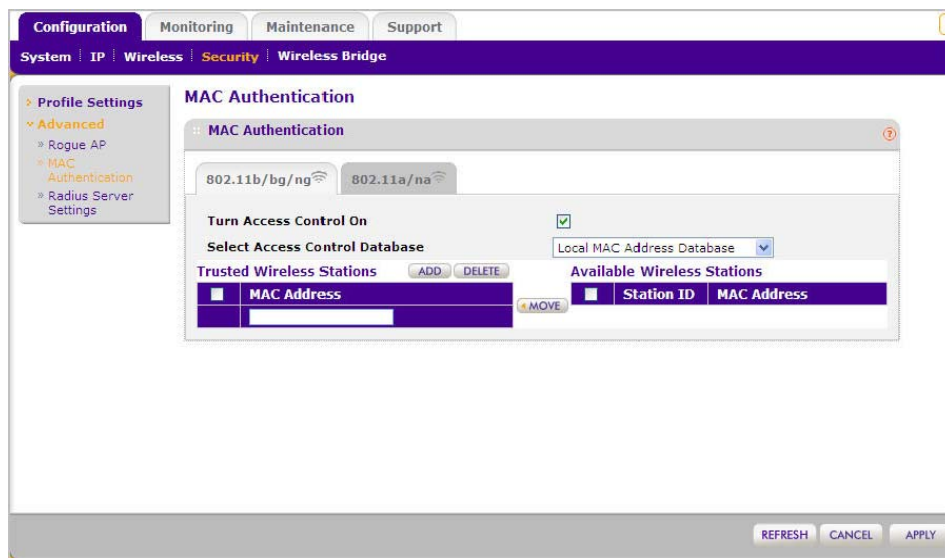 Configuration Monitoring Maintenance Support
System IP Wireless Security Wireless Bridge
Profile Settings
Advanced
Rogue AP
MAC
Authentication
Radius Server
Settings
MAC Authentication
MAC Authentication
802.11b/bg/ng 802.11a/na
Turn Access Control On
Select Access Control Database Local MAC Address Database
Trusted Wireless Stations ADD DELETE
MAC Address
MOVE
Available Wireless Stations
Station ID MAC Address
REFRESH CANCEL APPLY